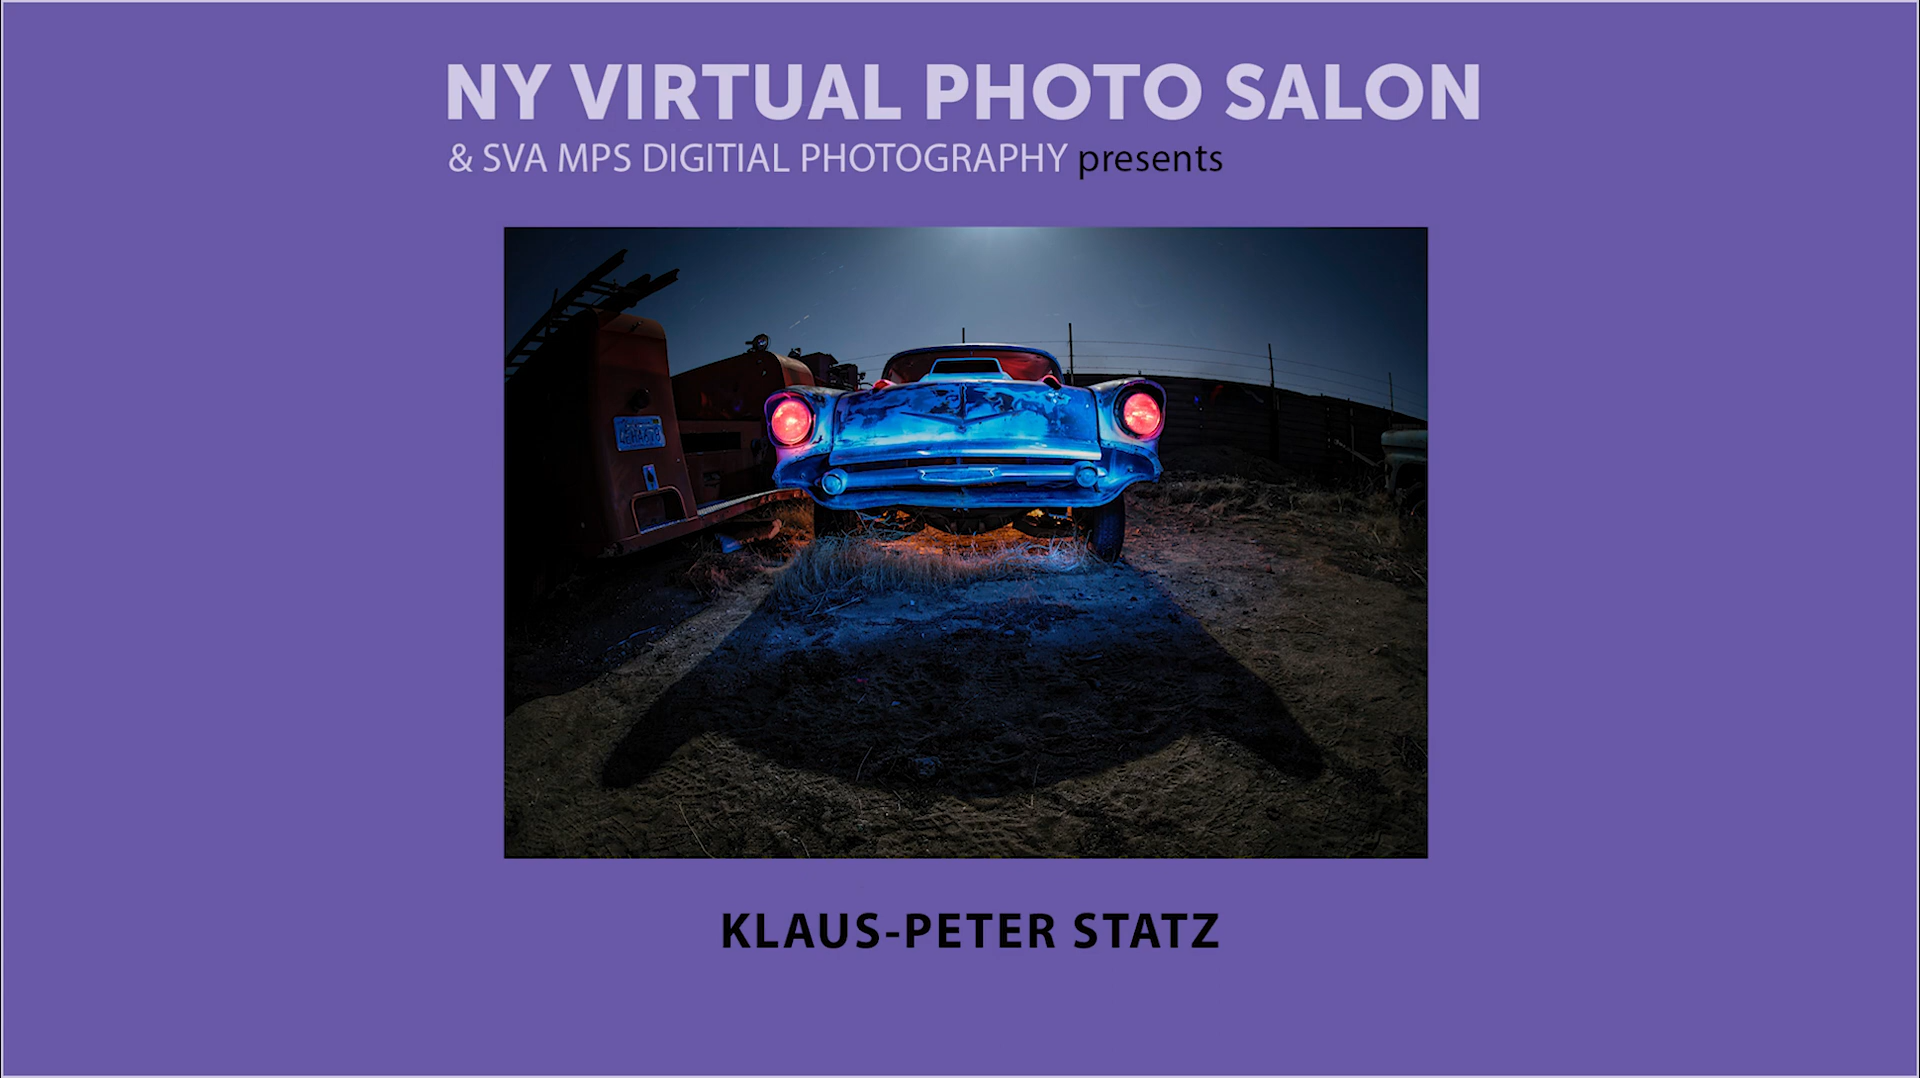 NY VIRTUAL PHOTO SALON
& SVA MPS DIGITIAL PHOTOGRAPHY presents
KLAUS-PETER STATZ